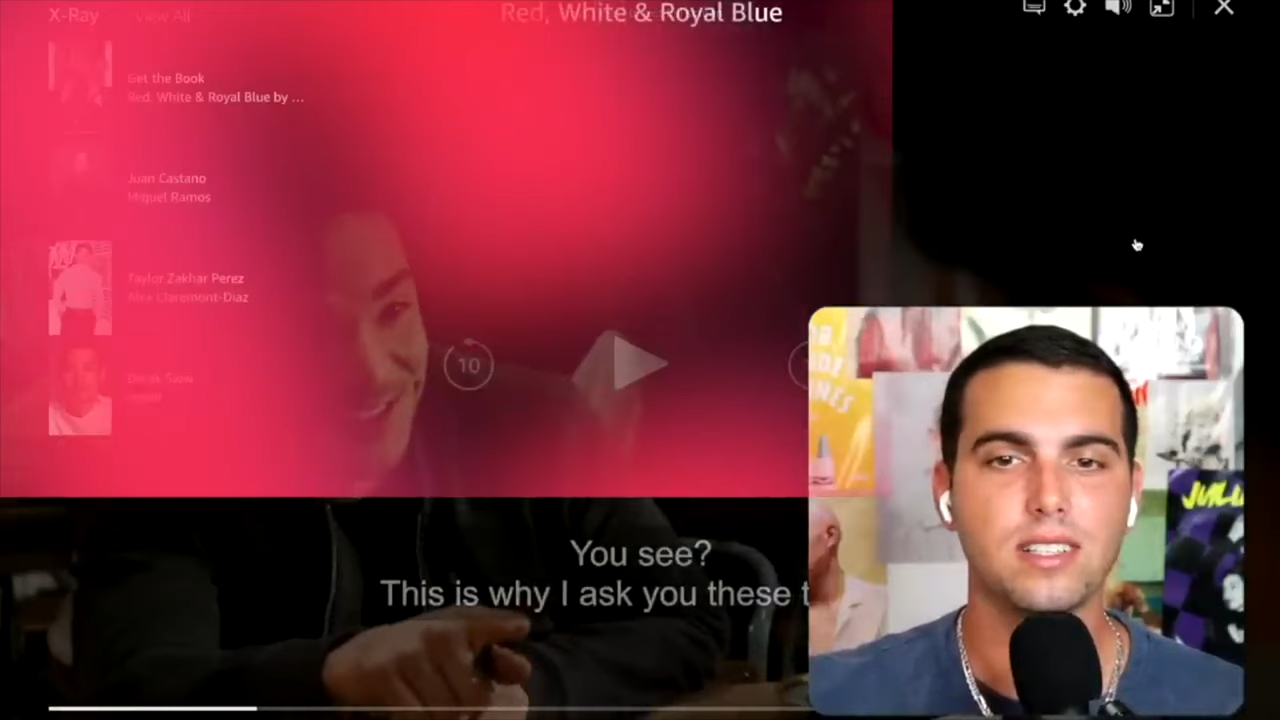 X-Ray
View All
Red, White & Royal Blue
Get the Book
Red, White & Royal Blue by ...
Juan Castano
Miguel Ramos
Taylor Zakhar Perez
Alex Claremont-Diaz
10
You see?
This is why I ask you these t